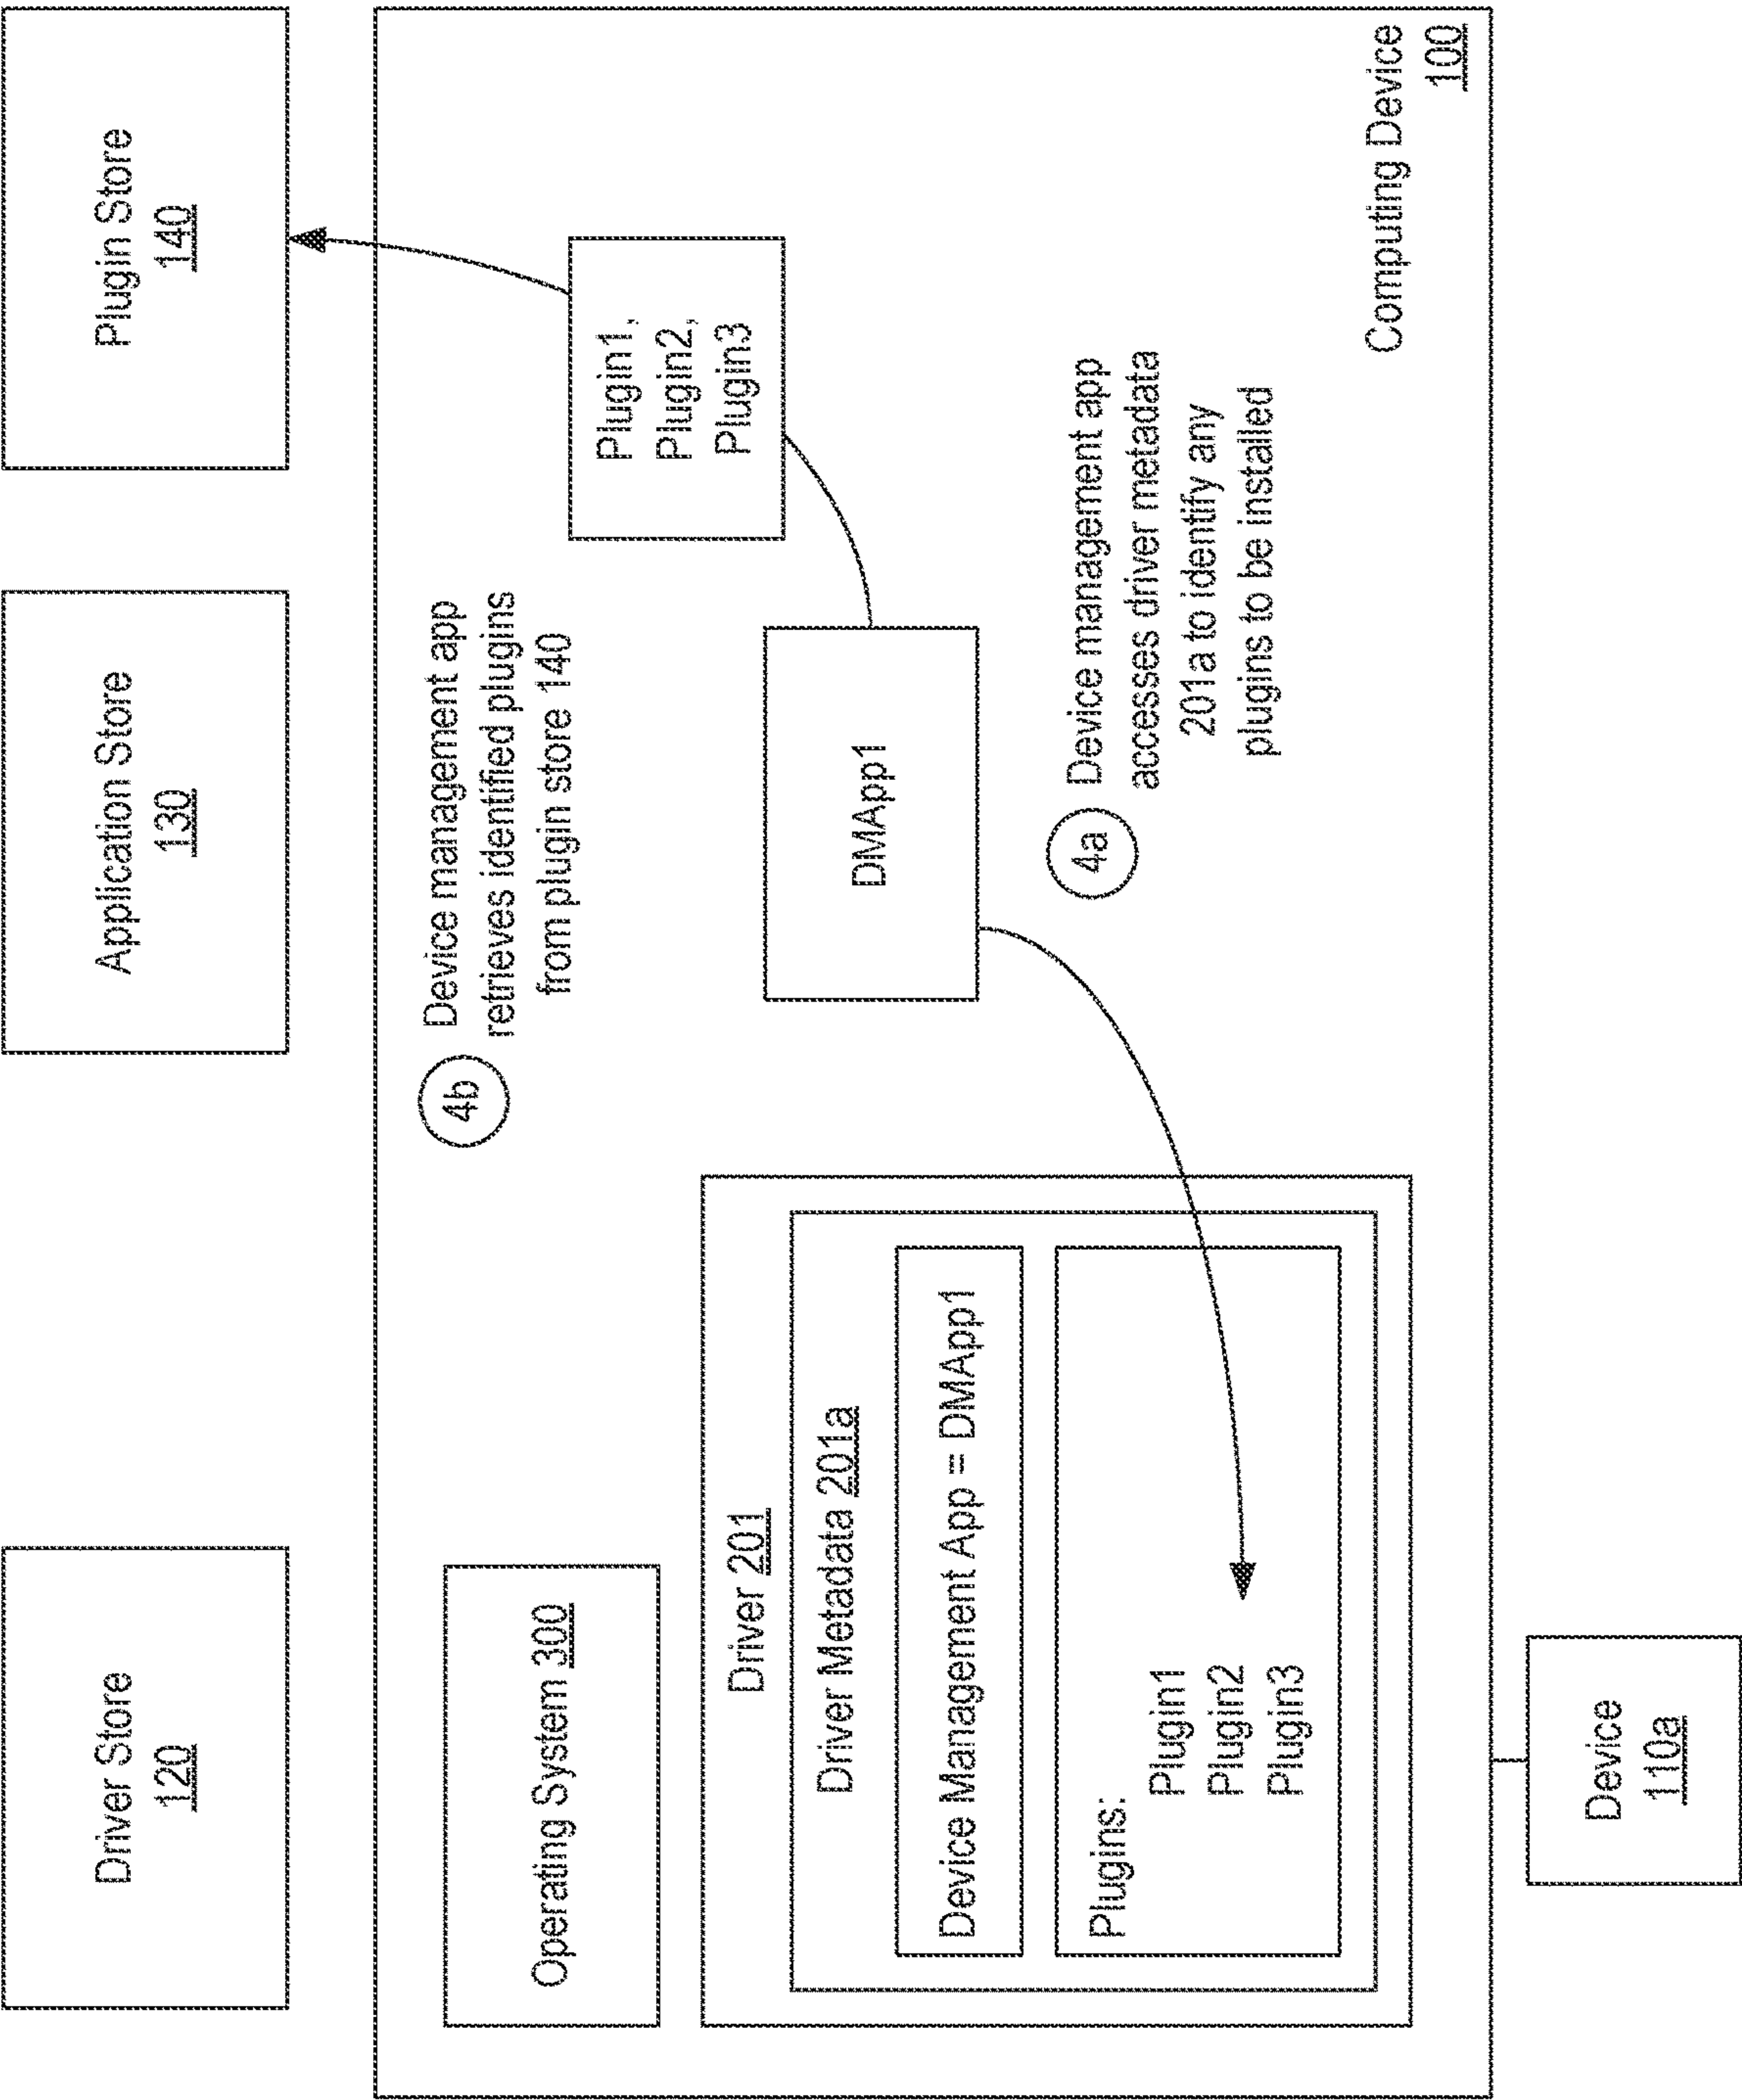 Driver Store
120
Application Store
130
Plugin Store
140
Operating System 300
4b
Device management app
retrieves identified plugins
from plugin store 140
Plugin1,
Plugin2,
Plugin3
Driver 201
Driver Metadata 201a
Device Management App = DMApp1
Plugins:
Plugin1
Plugin2
Plugin3
DMApp1
4a
Device management app
accesses driver metadata
201a to identify any
plugins to be installed
Computing Device
100
Device
110a